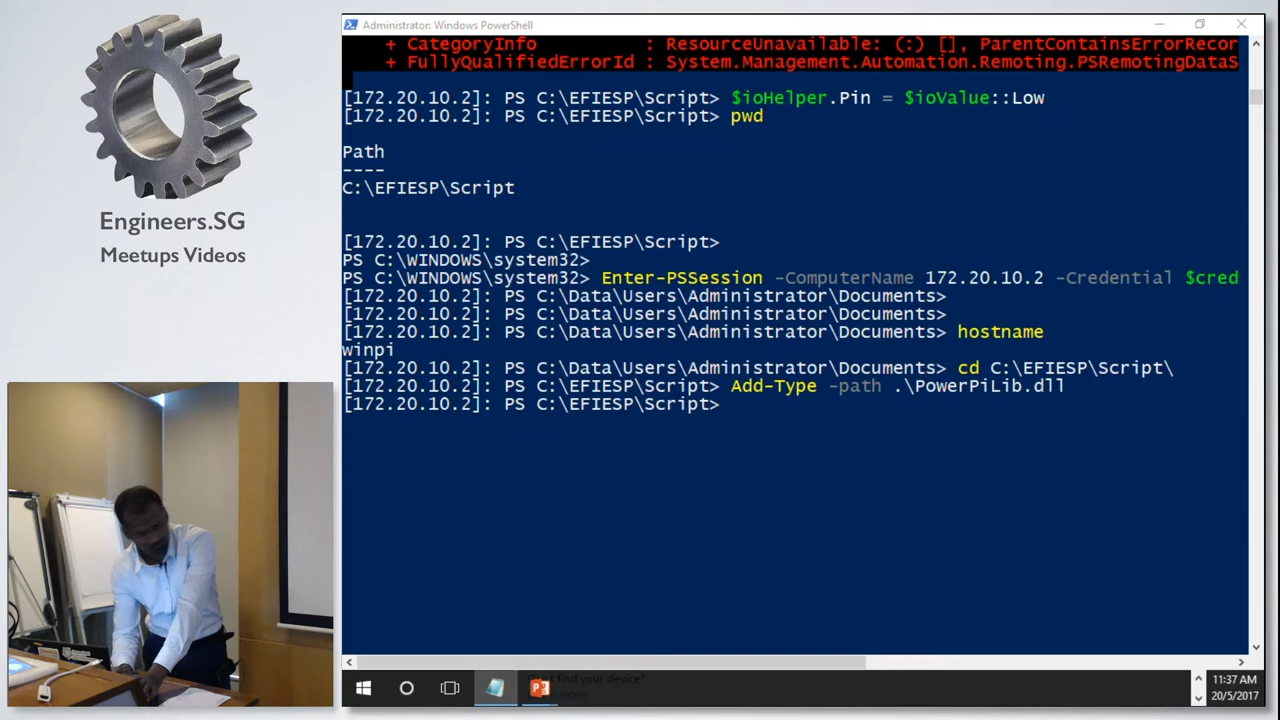 Administrator: Windows PowerShell
+ CategoryInfo : ResourceUnavailable: (:) [], ParentContainsErrorRecor
+ FullyQualifiedErrorId : System.Management.Automation.Remoting.PSRemotingDataS
[172.20.10.2]: PS C:\EFIESP\Script> $ioHelper.Pin = $ioValue::Low
[172.20.10.2]: PS C:\EFIESP\Script> pwd
Path
----
C:\EFIESP\Script
[172.20.10.2]: PS C:\EFIESP\Script>
PS C:\WINDOWS\system32>
PS C:\WINDOWS\system32> Enter-PSSession -ComputerName 172.20.10.2 -Credential $cred
[172.20.10.2]: PS C:\Data\Users\Administrator\Documents>
[172.20.10.2]: PS C:\Data\Users\Administrator\Documents>
[172.20.10.2]: PS C:\Data\Users\Administrator\Documents> hostname
winpi
[172.20.10.2]: PS C:\Data\Users\Administrator\Documents> cd C:\EFIESP\Script\
[172.20.10.2]: PS C:\EFIESP\Script> Add-Type -path .\PowerPiLib.dll
[172.20.10.2]: PS C:\EFIESP\Script>
Engineers.SG
Meetups Videos
find your device?
11:37 AM
20/5/2017